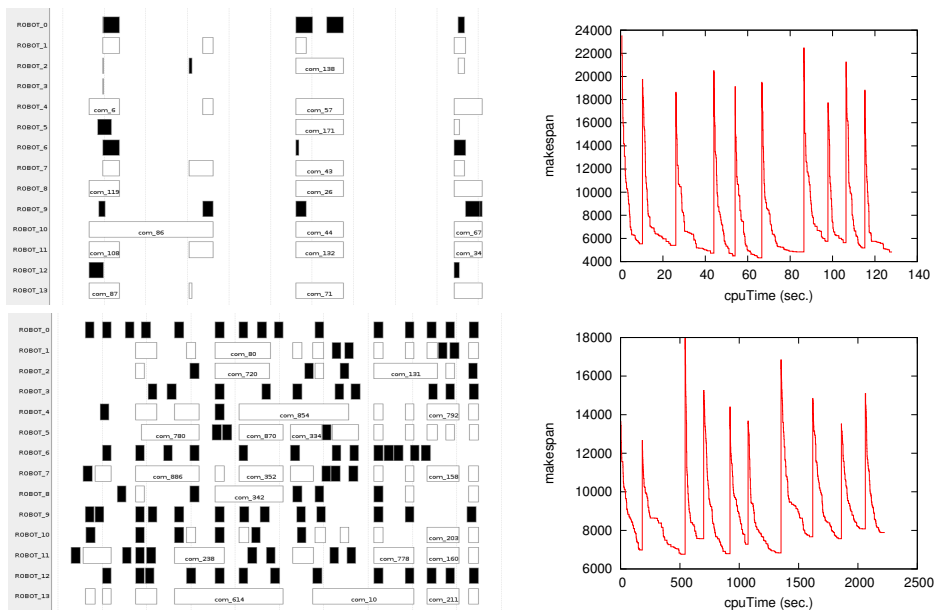 ROBOT_0
ROBOT_1
ROBOT_2 com_138
ROBOT_3
ROBOT_4 com_6 com_57
ROBOT_5 com_171
ROBOT_6
ROBOT_7 com_43
ROBOT_8 com_119 com_26
ROBOT_9
ROBOT_10 com_86 com_44 com_67
ROBOT_11 com_108 com_132 com_34
ROBOT_12
ROBOT_13 com_87 com_71
24000
22000
20000
18000
16000
14000
12000
10000
8000
6000
4000
makespan
0 20 40 60 80 100 120 140
cpuTime (sec.)
ROBOT_0
ROBOT_1 com_80
ROBOT_2 com_720 com_131
ROBOT_3
ROBOT_4 com_854 com_792
ROBOT_5 com_780 com_870 com_334
ROBOT_6
ROBOT_7 com_886 com_352 com_158
ROBOT_8 com_342
ROBOT_9
ROBOT_10 com_203
ROBOT_11 com_238 com_778 com_160
ROBOT_12
ROBOT_13 com_614 com_10 com_211
18000
16000
14000
12000
10000
8000
6000
makespan
0 500 1000 1500 2000 2500
cpuTime (sec.)